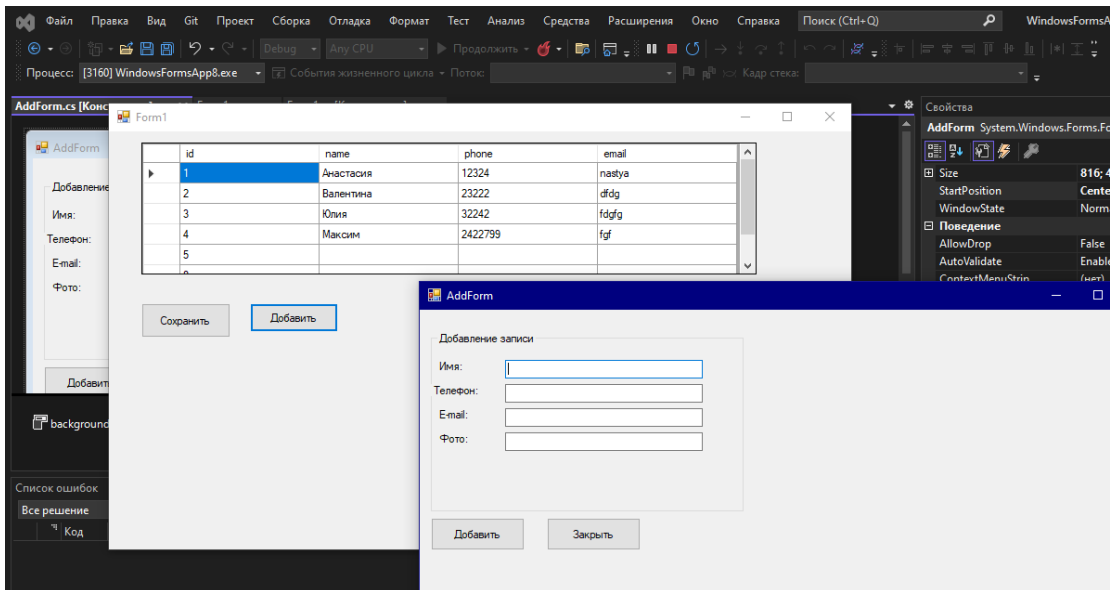 Файл Правка Вид Git Проект Сборка Отладка Формат Тест Анализ Средства Расширения Окно Справка Поиск (Ctrl+Q) WindowsFormsA
Debug Any CPU Продолжить
Процесс: [3160] WindowsFormsApp8.exe События жизненного цикла Поток: Кадр стека:
AddForm.cs [Конс
Свойства
AddForm System.Windows.Forms.Fo
Size 816; 4
StartPosition Cente
WindowState Norm
Поведение
AllowDrop False
AutoValidate Enable
ContextMenuStrip (нет)
AddForm
Добавление
Имя:
Телефон:
E-mail:
Фото:
Добавит
background
Список ошибок
Все решение
Код
Form1
id name phone email
1 Анастасия 12324 nastya
2 Валентина 23222 dfdg
3 Юлия 32242 fdgfg
4 Максим 2422799 fgf
5
Сохранить Добавить
AddForm
Добавление записи
Имя:
Телефон:
E-mail:
Фото:
Добавить Закрыть